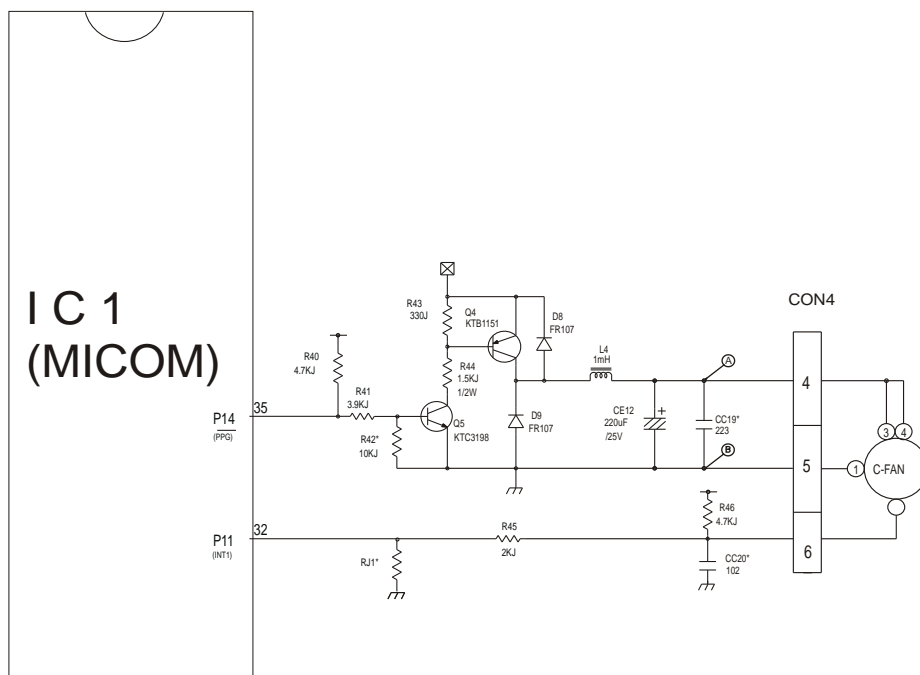 I C 1
(MICOM)
P14
(PPG)
35
P11
(INT1)
32
R40
4.7KJ
R41
3.9KJ
R42*
10KJ
R43
330J
R44
1.5KJ
1/2W
Q4
KTB1151
Q5
KTC3198
D8
FR107
D9
FR107
L4
1mH
CE12
220uF
/25V
+
CC19*
223
A
B
RJ1*
R45
2KJ
R46
4.7KJ
CC20*
102
CON4
4
5
6
3
4
1
C-FAN